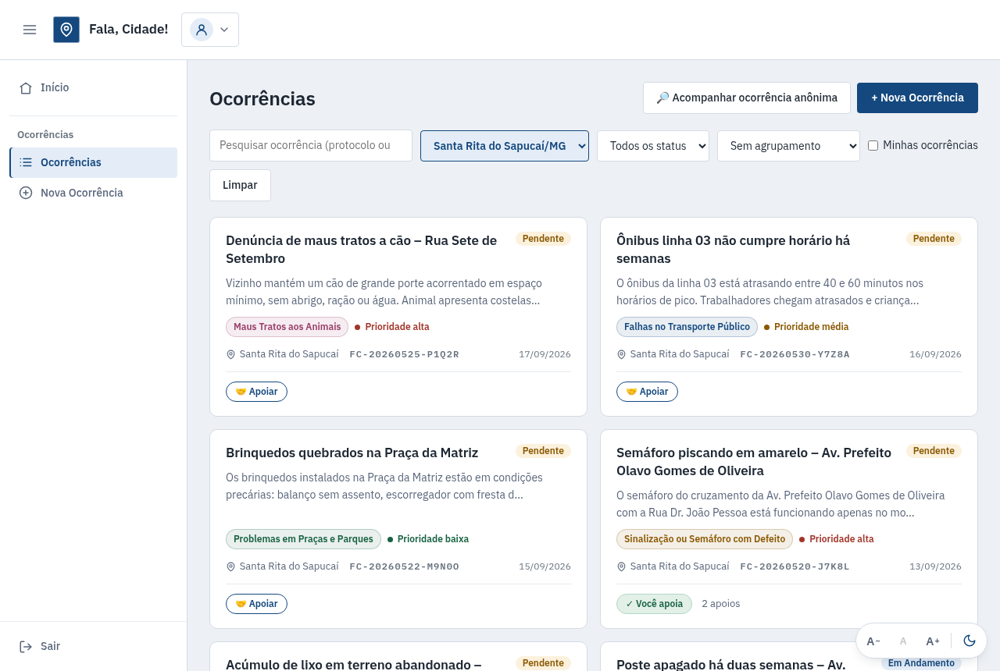 Fala, Cidade!
Início
Ocorrências
Ocorrências
Nova Ocorrência
Sair
Ocorrências
🔎 Acompanhar ocorrência anônima
+ Nova Ocorrência
Pesquisar ocorrência (protocolo ou
Santa Rita do Sapucaí/MG
Todos os status
Sem agrupamento
Minhas ocorrências
Limpar
Denúncia de maus tratos a cão – Rua Sete de
Setembro
Pendente
Vizinho mantém um cão de grande porte acorrentado em espaço
mínimo, sem abrigo, ração ou água. Animal apresenta costelas...
Maus Tratos aos Animais
Prioridade alta
Santa Rita do Sapucaí FC-20260525-P1Q2R 17/09/2026
🤝 Apoiar
Ônibus linha 03 não cumpre horário há
semanas
Pendente
O ônibus da linha 03 está atrasando entre 40 e 60 minutos nos
horários de pico. Trabalhadores chegam atrasados e criança...
Falhas no Transporte Público
Prioridade média
Santa Rita do Sapucaí FC-20260530-Y7Z8A 16/09/2026
🤝 Apoiar
Brinquedos quebrados na Praça da Matriz
Pendente
Os brinquedos instalados na Praça da Matriz estão em condições
precárias: balanço sem assento, escorregador com fresta d...
Problemas em Praças e Parques
Prioridade baixa
Santa Rita do Sapucaí FC-20260522-M9N0O 15/09/2026
🤝 Apoiar
Semáforo piscando em amarelo – Av. Prefeito
Olavo Gomes de Oliveira
Pendente
O semáforo do cruzamento da Av. Prefeito Olavo Gomes de Oliveira
com a Rua Dr. João Pessoa está funcionando apenas no mo...
Sinalização ou Semáforo com Defeito
Prioridade alta
Santa Rita do Sapucaí FC-20260520-J7K8L 13/09/2026
✓ Você apoia
2 apoios
Acúmulo de lixo em terreno abandonado –
Pendente
Poste apagado há duas semanas – Av.
Em Andamento
A− A A+